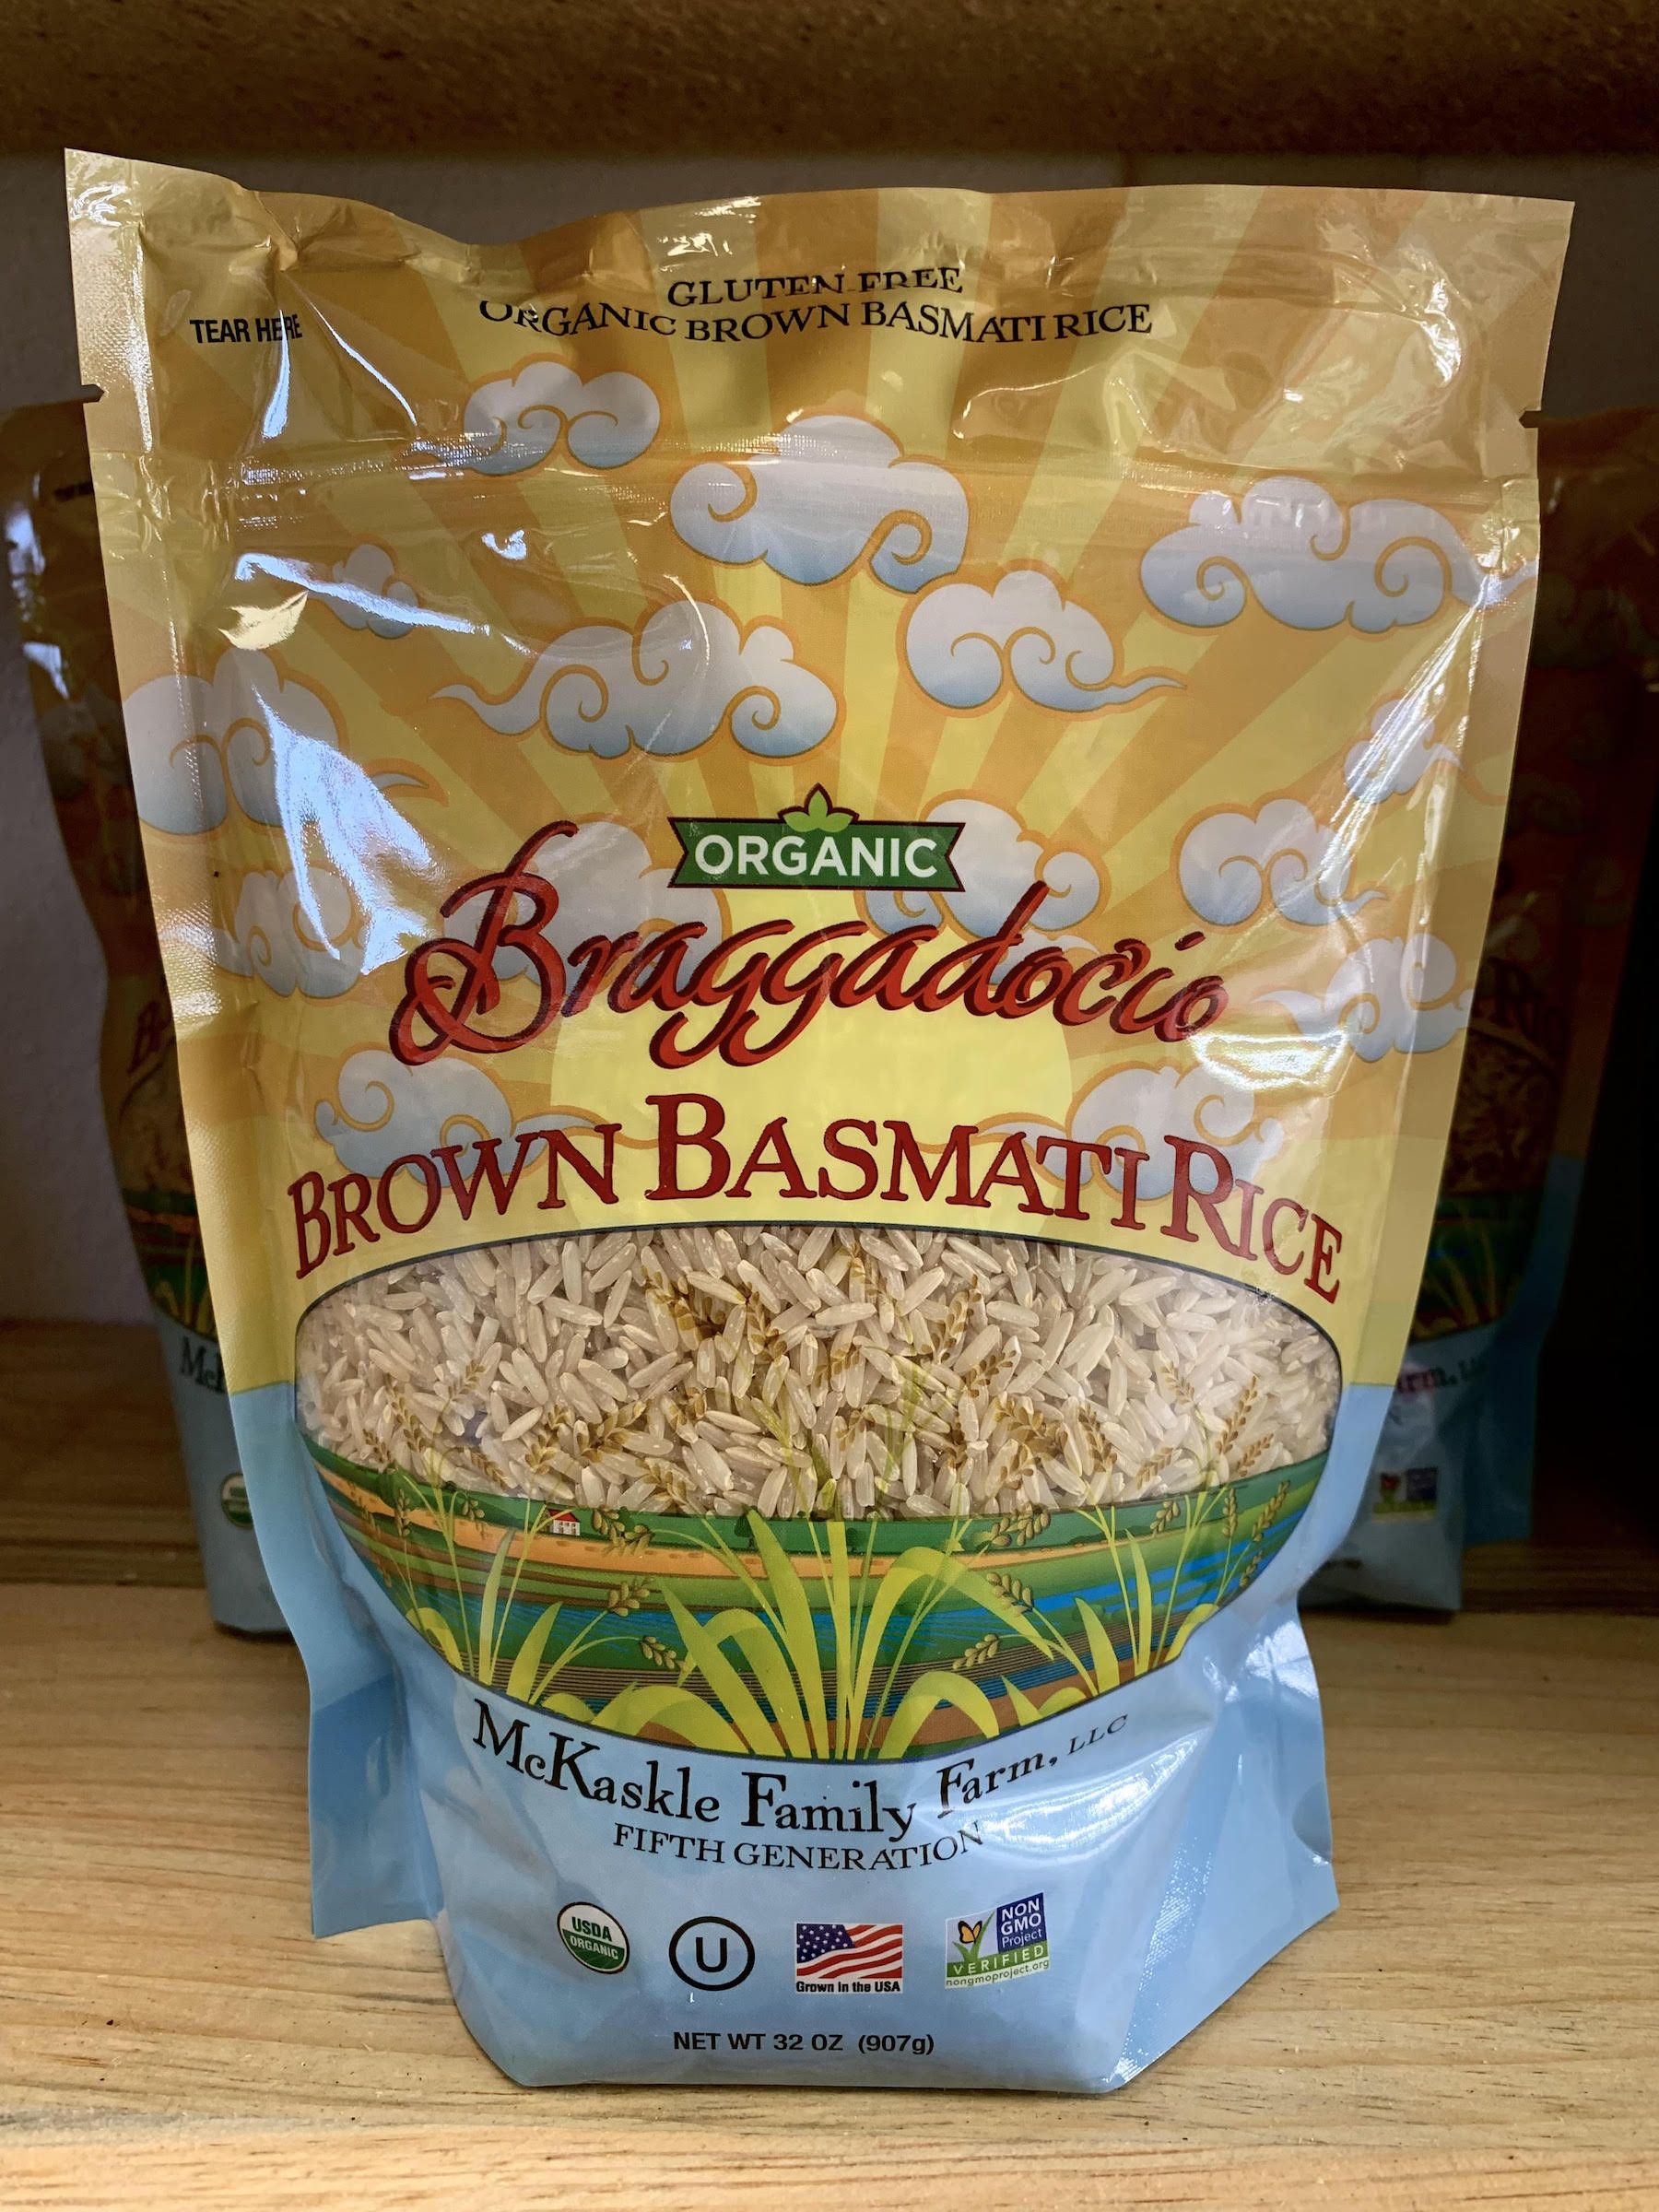 GLUTEN FREE
TEAR HERE
ORGANIC BROWN BASMATI RICE
ORGANIC
Braggadocio
BROWN BASMATI RICE
McKaskle Family Farm, LLC
FIFTH GENERATION
USDA
ORGANIC
U
Grown in the USA
NON
GMO
Project
VERIFIED
nongmoproject.org
NET WT 32 OZ (907g)